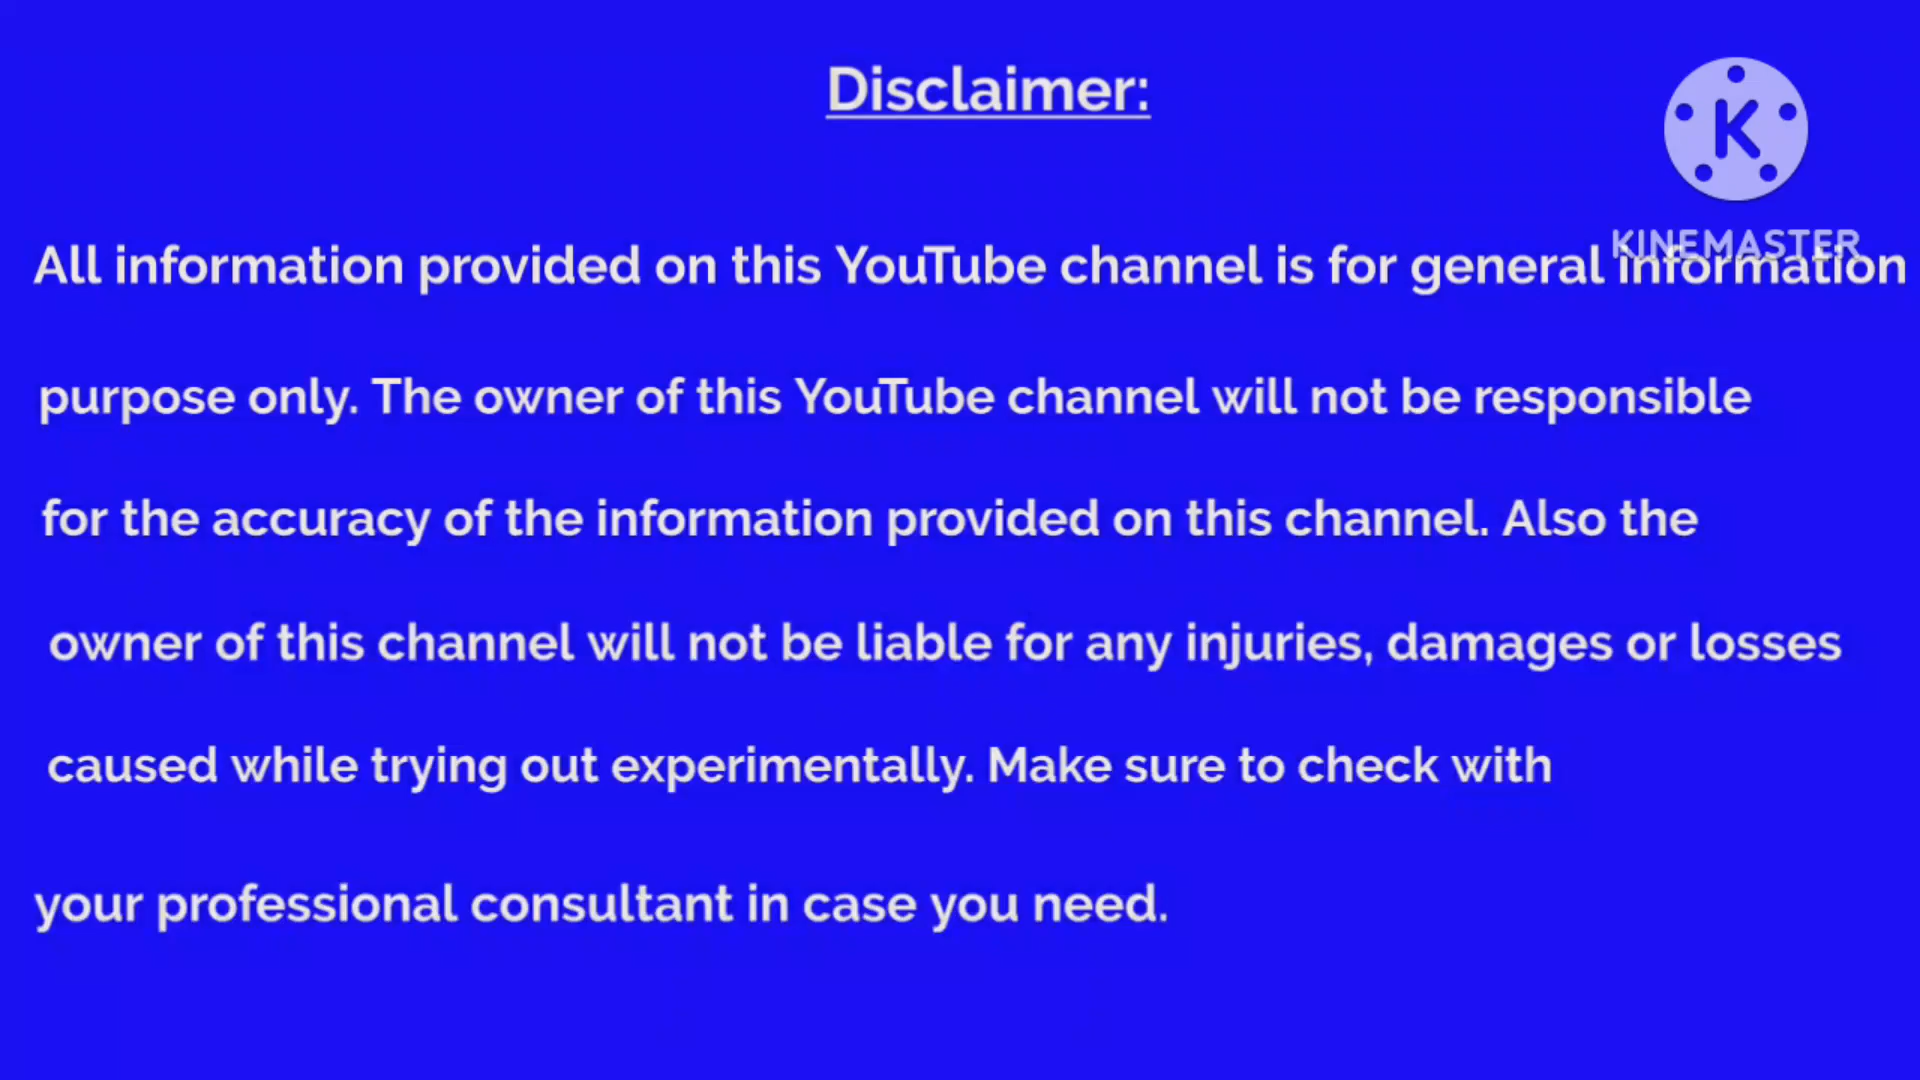 Disclaimer:
K
KINEMASTER
All information provided on this YouTube channel is for general information
purpose only. The owner of this YouTube channel will not be responsible
for the accuracy of the information provided on this channel. Also the
owner of this channel will not be liable for any injuries, damages or losses
caused while trying out experimentally. Make sure to check with
your professional consultant in case you need.